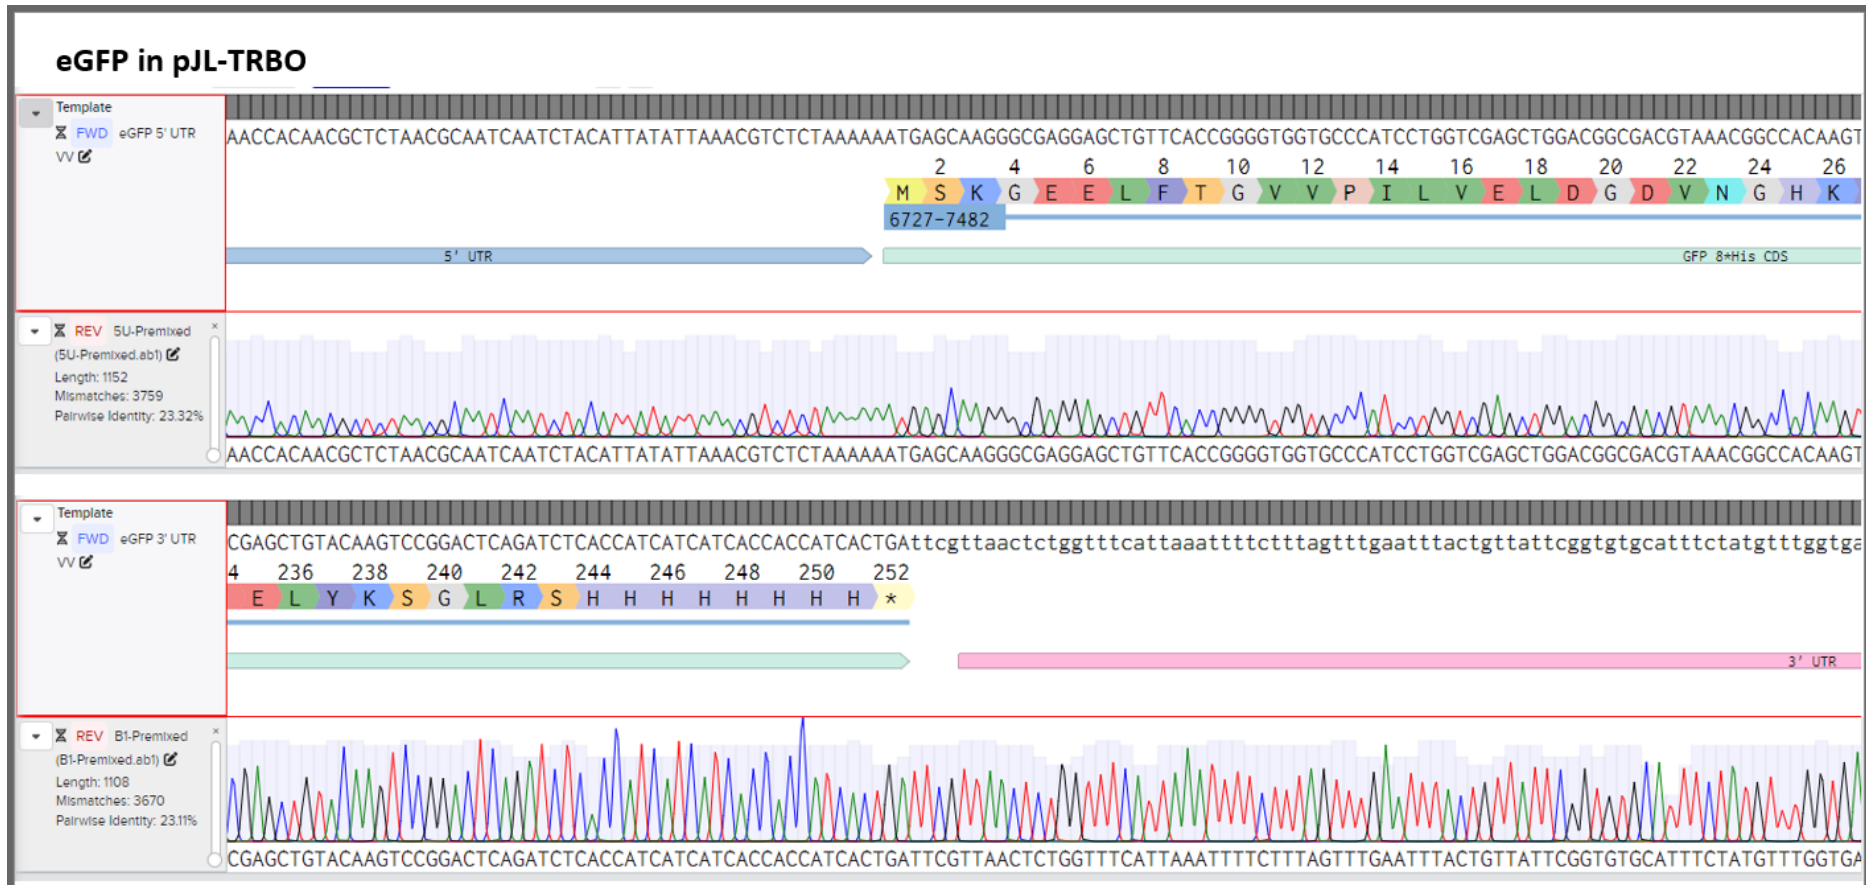 eGFP in pJL-TRBO
Template
FWD eGFP 5' UTR
VV
AACCACAACGCTCTAACGCAATCAATCTACATTATATTAAACGTCTCTAAAAAATGAGCAAGGGCGAGGAGCTGTTCACCGGGGTGGTGCCCATCCTGGTCGAGCTGGACGGCGACGTAAACGGCCACAAGT
2 4 6 8 10 12 14 16 18 20 22 24 26
M S K G E E L F T G V V P I L V E L D G D V N G H K
6727-7482
5' UTR
GFP 8*His CDS
REV 5U-Premixed
(5U-Premixed.ab1)
Length: 1152
Mismatches: 3759
Pairwise Identity: 23.32%
AACCACAACGCTCTAACGCAATCAATCTACATTATATTAAACGTCTCTAAAAAATGAGCAAGGGCGAGGAGCTGTTCACCGGGGTGGTGCCCATCCTGGTCGAGCTGGACGGCGACGTAAACGGCCACAAGT
Template
FWD eGFP 3' UTR
VV
CGAGCTGTACAAGTCCGGACTCAGATCTCACCATCATCATCACCACCATCACTGAttcgttaactctggtttcattaaattttctttagtttgaatttactgttattcggtgtgcatttctatgtttggtga
4 236 238 240 242 244 246 248 250 252
E L Y K S G L R S H H H H H H H H *
3' UTR
REV B1-Premixed
(B1-Premixed.ab1)
Length: 1108
Mismatches: 3670
Pairwise Identity: 23.11%
CGAGCTGTACAAGTCCGGACTCAGATCTCACCATCATCATCACCACCATCACTGATTCGTTAACTCTGGTTTCATTAAATTTTCTTTAGTTTGAATTTACTGTTATTCGGTGTGCATTTCTATGTTTGGTGA